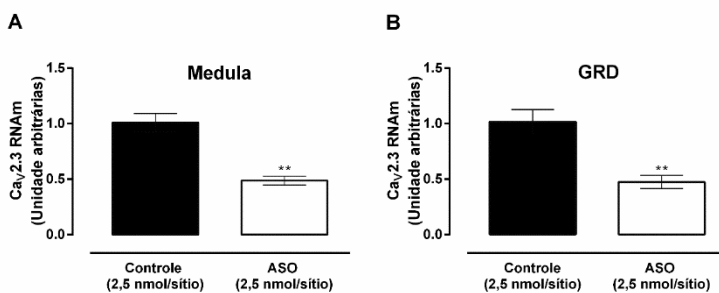 A
Medula
Ca_V2.3 RNAm
(Unidade arbitrárias)
1.5
1.0
0.5
0.0
**
Controle
(2,5 nmol/sítio)
ASO
(2,5 nmol/sítio)
B
GRD
Ca_V2.3 RNAm
(Unidade arbitrárias)
1.5
1.0
0.5
0.0
**
Controle
(2,5 nmol/sítio)
ASO
(2,5 nmol/sítio)